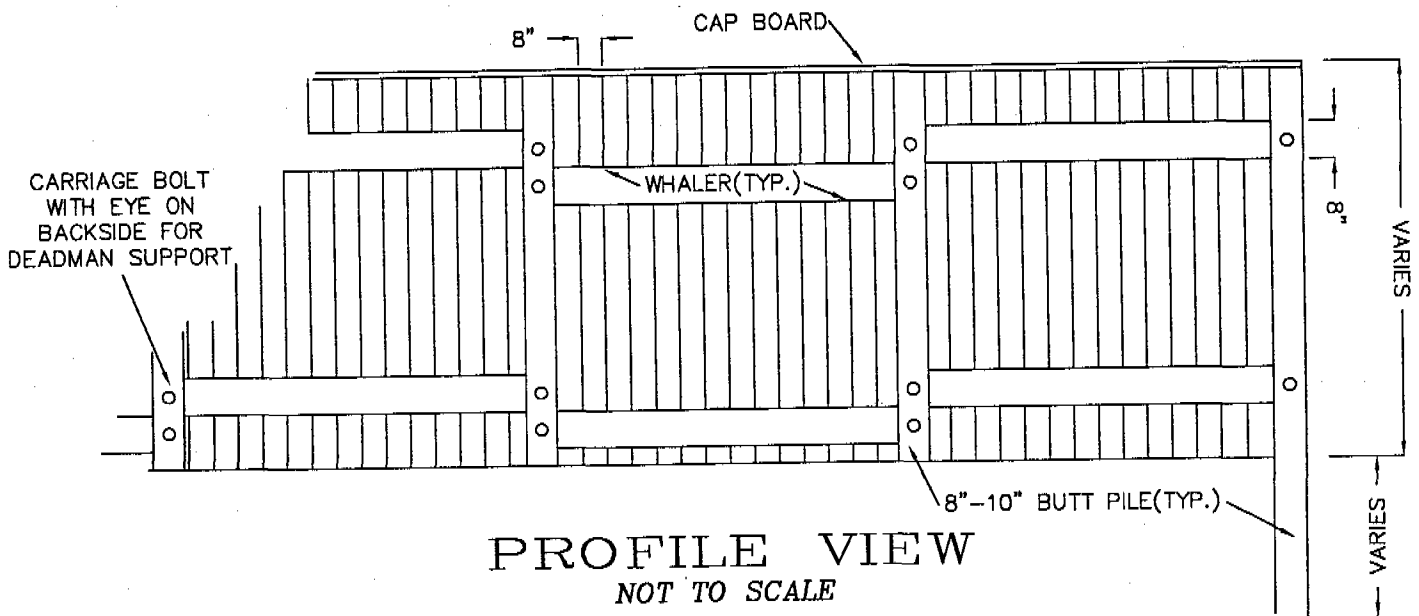 CAP BOARD
8"
WHALER(TYP.)
CARRIAGE BOLT
WITH EYE ON
BACKSIDE FOR
DEADMAN SUPPORT
8"
VARIES
8"-10" BUTT PILE(TYP.)
VARIES
PROFILE VIEW
NOT TO SCALE